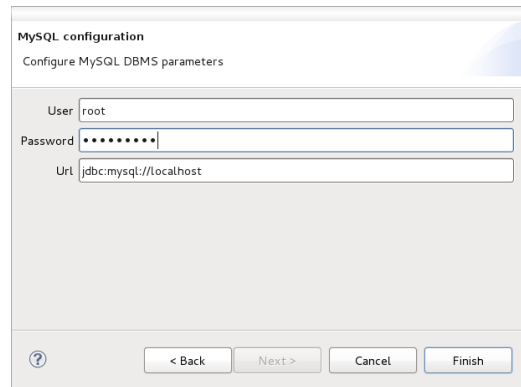 MySQL configuration
Configure MySQL DBMS parameters
User root
Password •••••••••
Url jdbc:mysql://localhost
? < Back Next > Cancel Finish